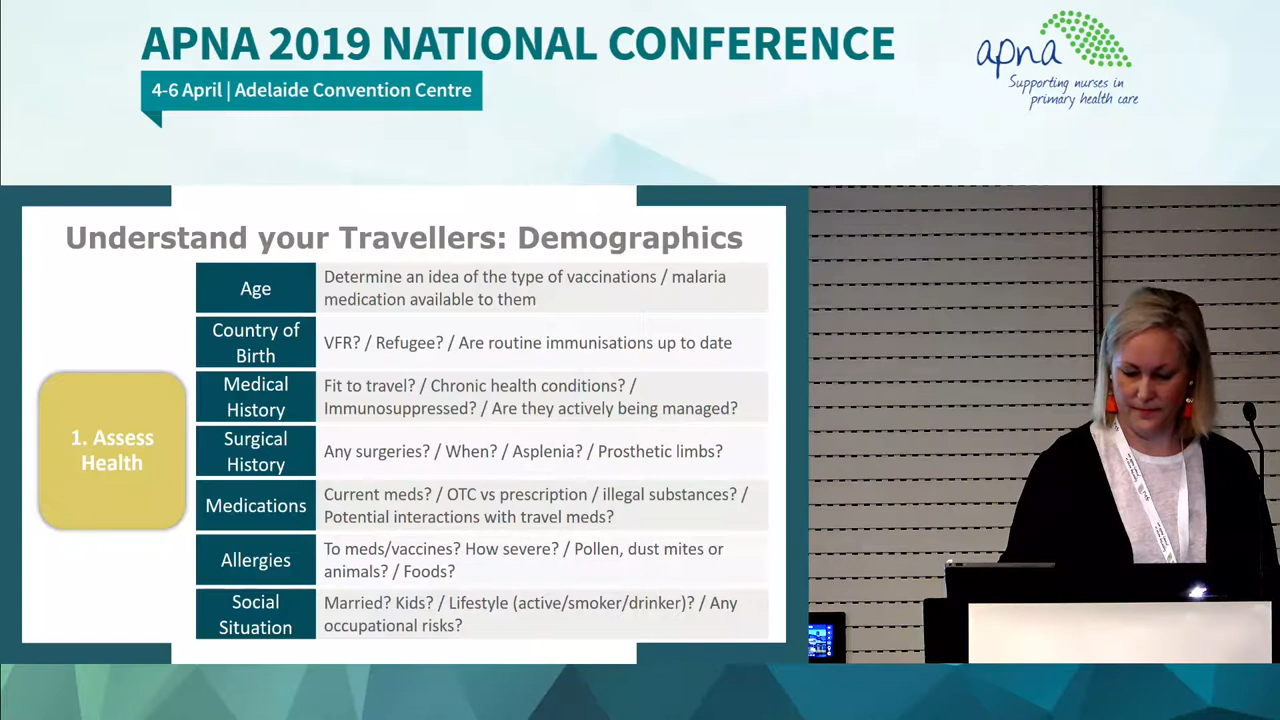 APNA 2019 NATIONAL CONFERENCE
4-6 April | Adelaide Convention Centre
apna
Supporting nurses in
primary health care
Understand your Travellers: Demographics
1. Assess
Health
Age
Determine an idea of the type of vaccinations / malaria
medication available to them
Country of
Birth
VFR? / Refugee? / Are routine immunisations up to date
Medical
History
Fit to travel? / Chronic health conditions? /
Immunosuppressed? / Are they actively being managed?
Surgical
History
Any surgeries? / When? / Asplenia? / Prosthetic limbs?
Medications
Current meds? / OTC vs prescription / illegal substances? /
Potential interactions with travel meds?
Allergies
To meds/vaccines? How severe? / Pollen, dust mites or
animals? / Foods?
Social
Situation
Married? Kids? / Lifestyle (active/smoker/drinker)? / Any
occupational risks?